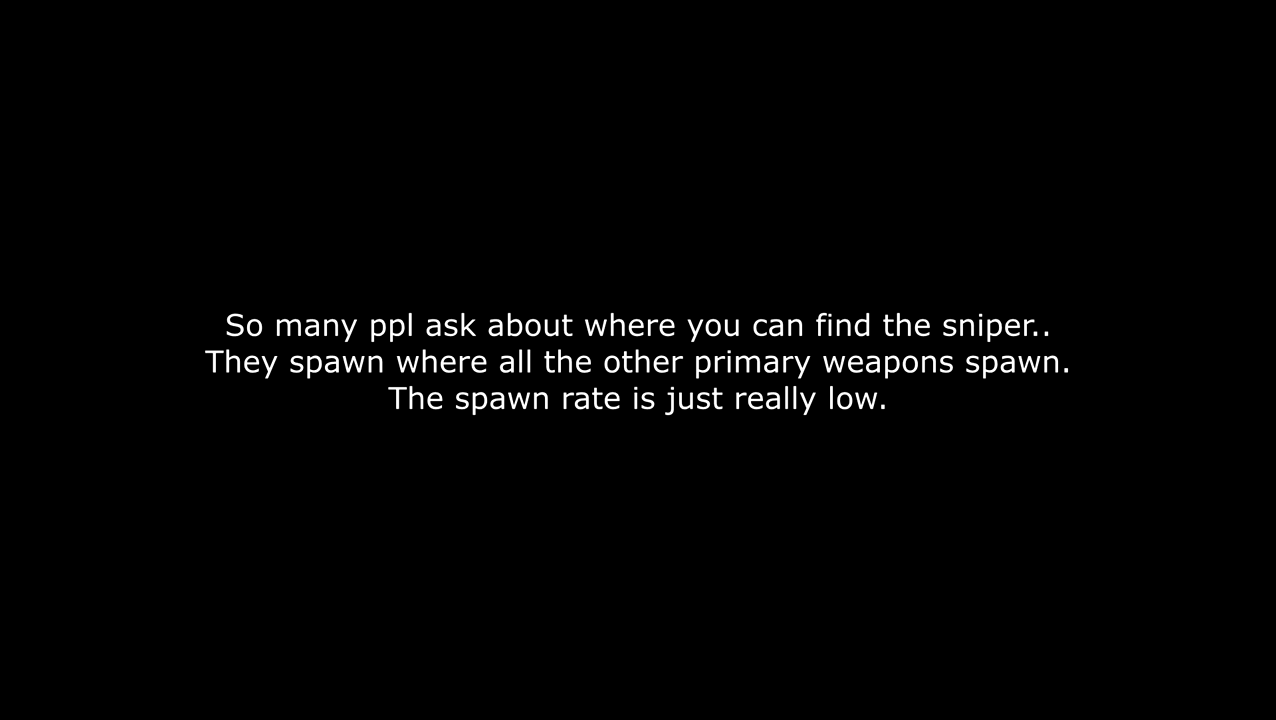 So many ppl ask about where you can find the sniper..
They spawn where all the other primary weapons spawn.
The spawn rate is just really low.